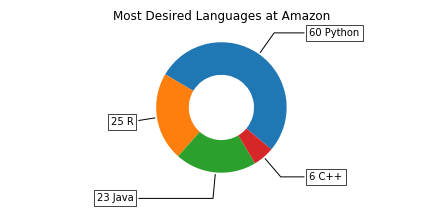 Most Desired Languages at Amazon
60 Python
25 R
23 Java
6 C++